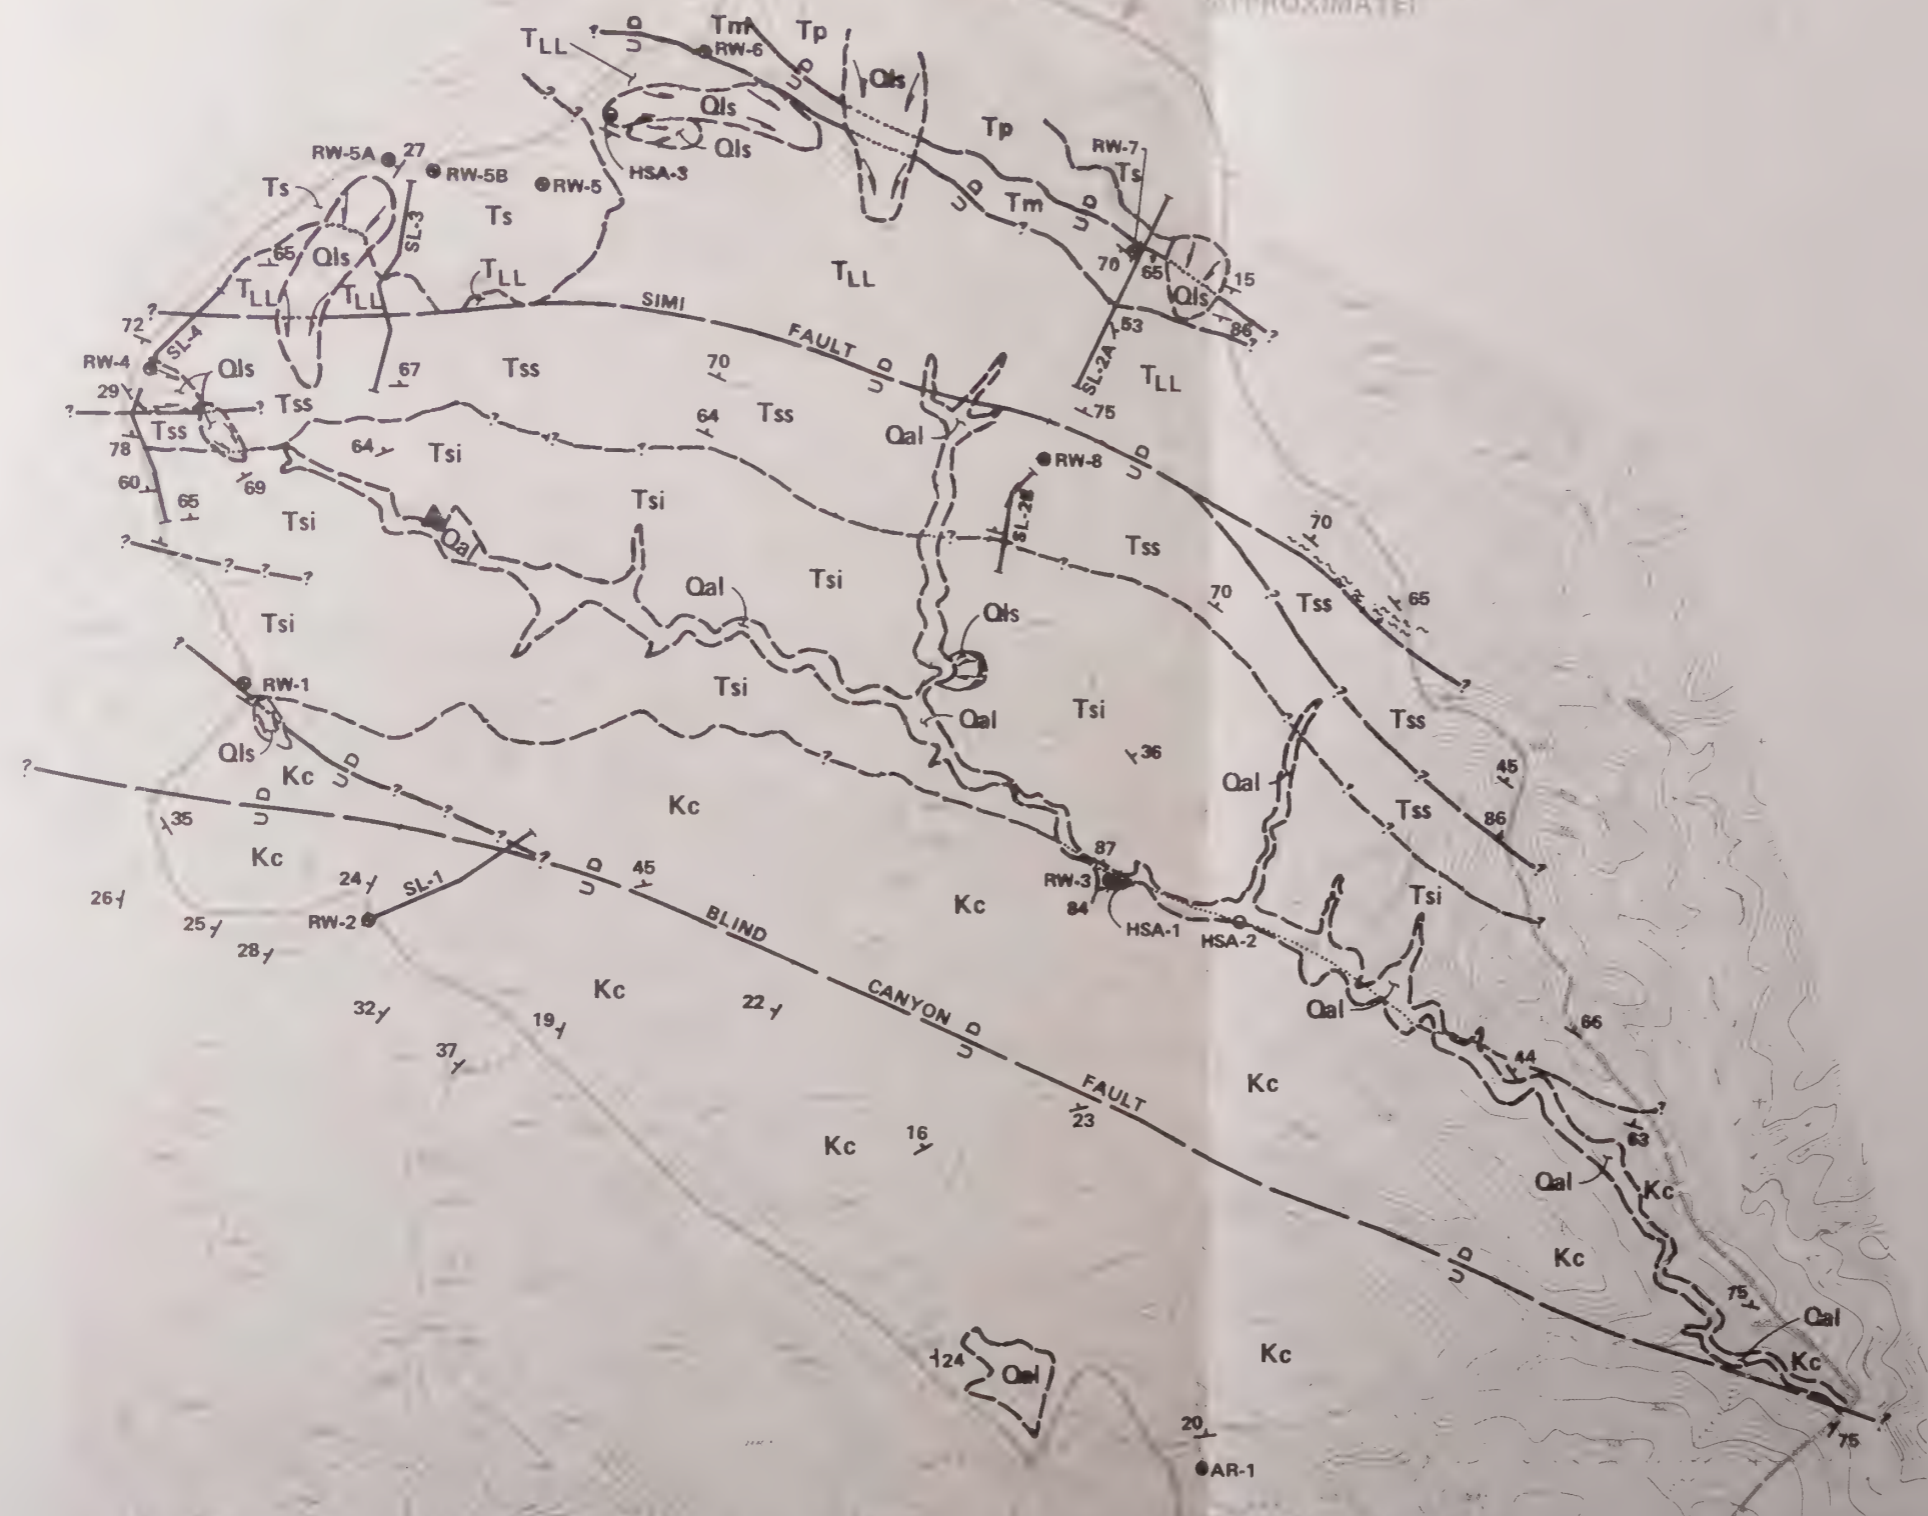 APPROXIMATE
Tm
Tp
U D
TLL
?
RW-6
U D
Qls
Qls
Qls
Tp
RW-7
Ts
RW-5A
27
RW-5B
RW-5
HSA-3
Ts
Ts
SL-3
U D
Tm
U D
65
Qls
TLL
TLL
TLL
TLL
70
65
15
Qls
86
?
?
SIMI
FAULT
U D
53
SL-2A
TLL
72
?
SL-4
RW-4
Qls
29
67
Tss
70
Tss
75
?
?
Tss
64
Tss
Qal
78
64
Tsi
RW-8
U D
60
65
69
Tsi
Tsi
Qal
SL-2B
Tss
70
?
?
?
?
Tsi
Qal
Tsi
Qls
70
Tss
65
?
RW-1
Tsi
Qal
Tsi
Tss
?
Qls
Kc
U D
36
Qal
45
?
U D
Kc
Tss
86
?
35
Kc
24
SL-1
U D
45
87
RW-3
84
HSA-1
HSA-2
Tsi
?
26
25
28
RW-2
BLIND
Kc
Kc
22
CANYON
U D
Qal
66
32
19
37
44
FAULT
Kc
?
63
23
Kc
16
Qal
Kc
Kc
U D
75
Qal
Kc
124
Qal
Kc
?
75
20
AR-1